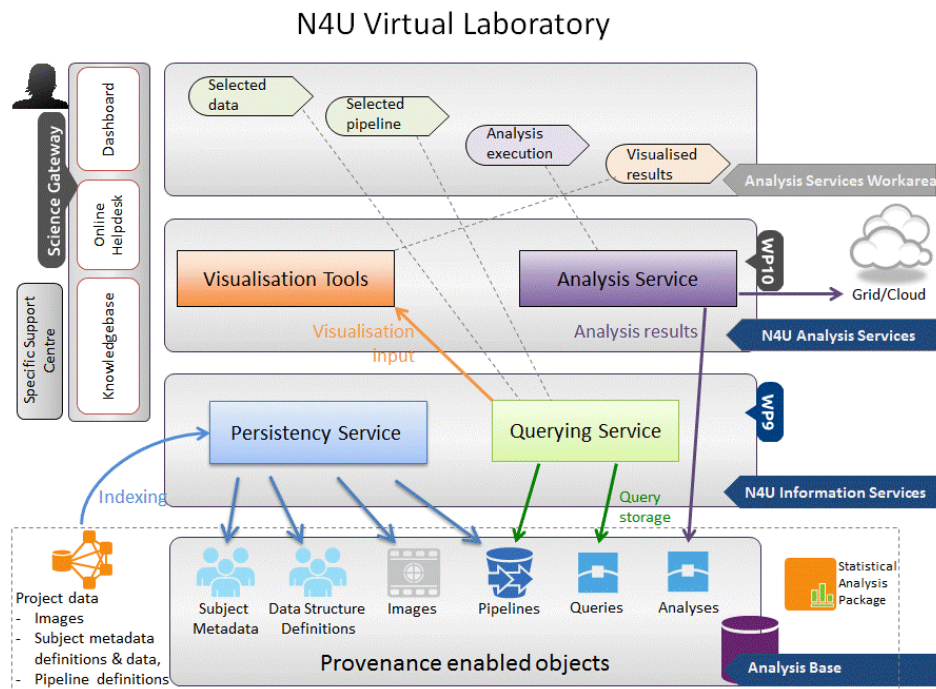 N4U Virtual Laboratory
Science Gateway
Dashboard
Online
Helpdesk
Knowledgebase
Specific Support
Centre
Selected
data
Selected
pipeline
Analysis
execution
Visualised
results
Analysis Services Workarea
Visualisation Tools
Analysis Service
WP10
Grid/Cloud
Visualisation
input
Analysis results
N4U Analysis Services
Persistency Service
Querying Service
WP9
Indexing
Query
storage
N4U Information Services
Project data
- Images
- Subject metadata
definitions & data,
- Pipeline definitions
Subject
Metadata
Data Structure
Definitions
Images
Pipelines
Queries
Analyses
Statistical
Analysis
Package
Provenance enabled objects
Analysis Base